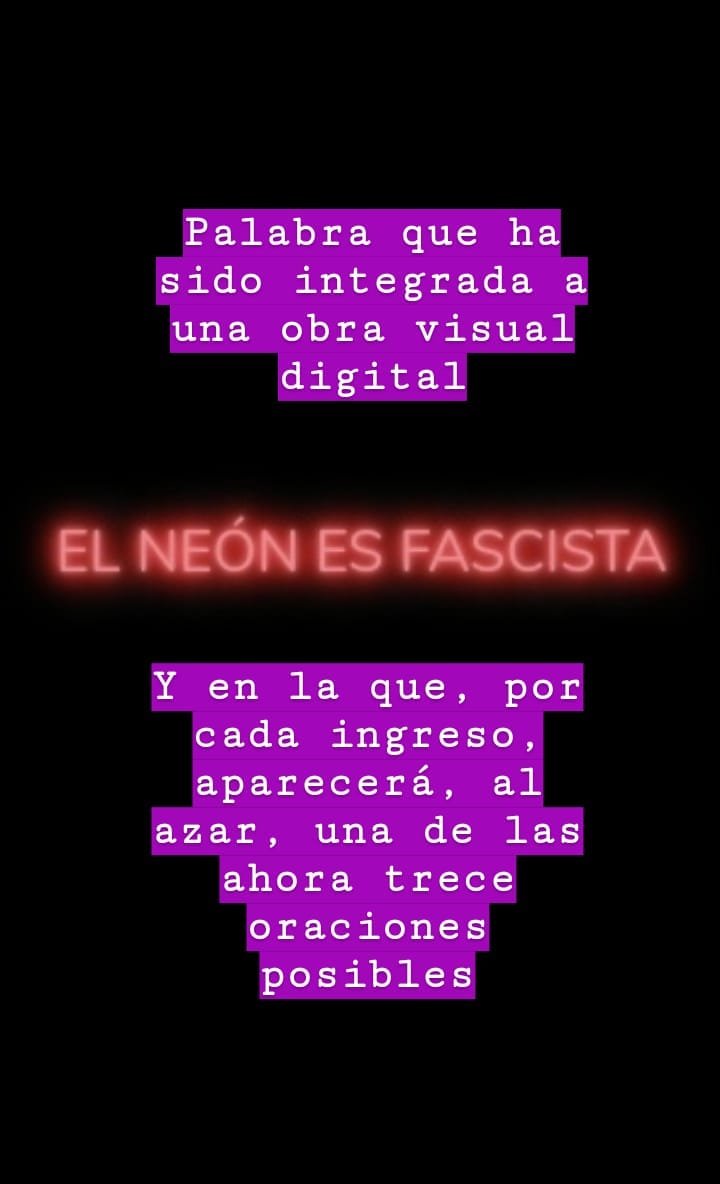 Palabra que ha
sido integrada a
una obra visual
digital
EL NEÓN ES FASCISTA
Y en la que, por
cada ingreso,
aparecerá, al
azar, una de las
ahora trece
oraciones
posibles